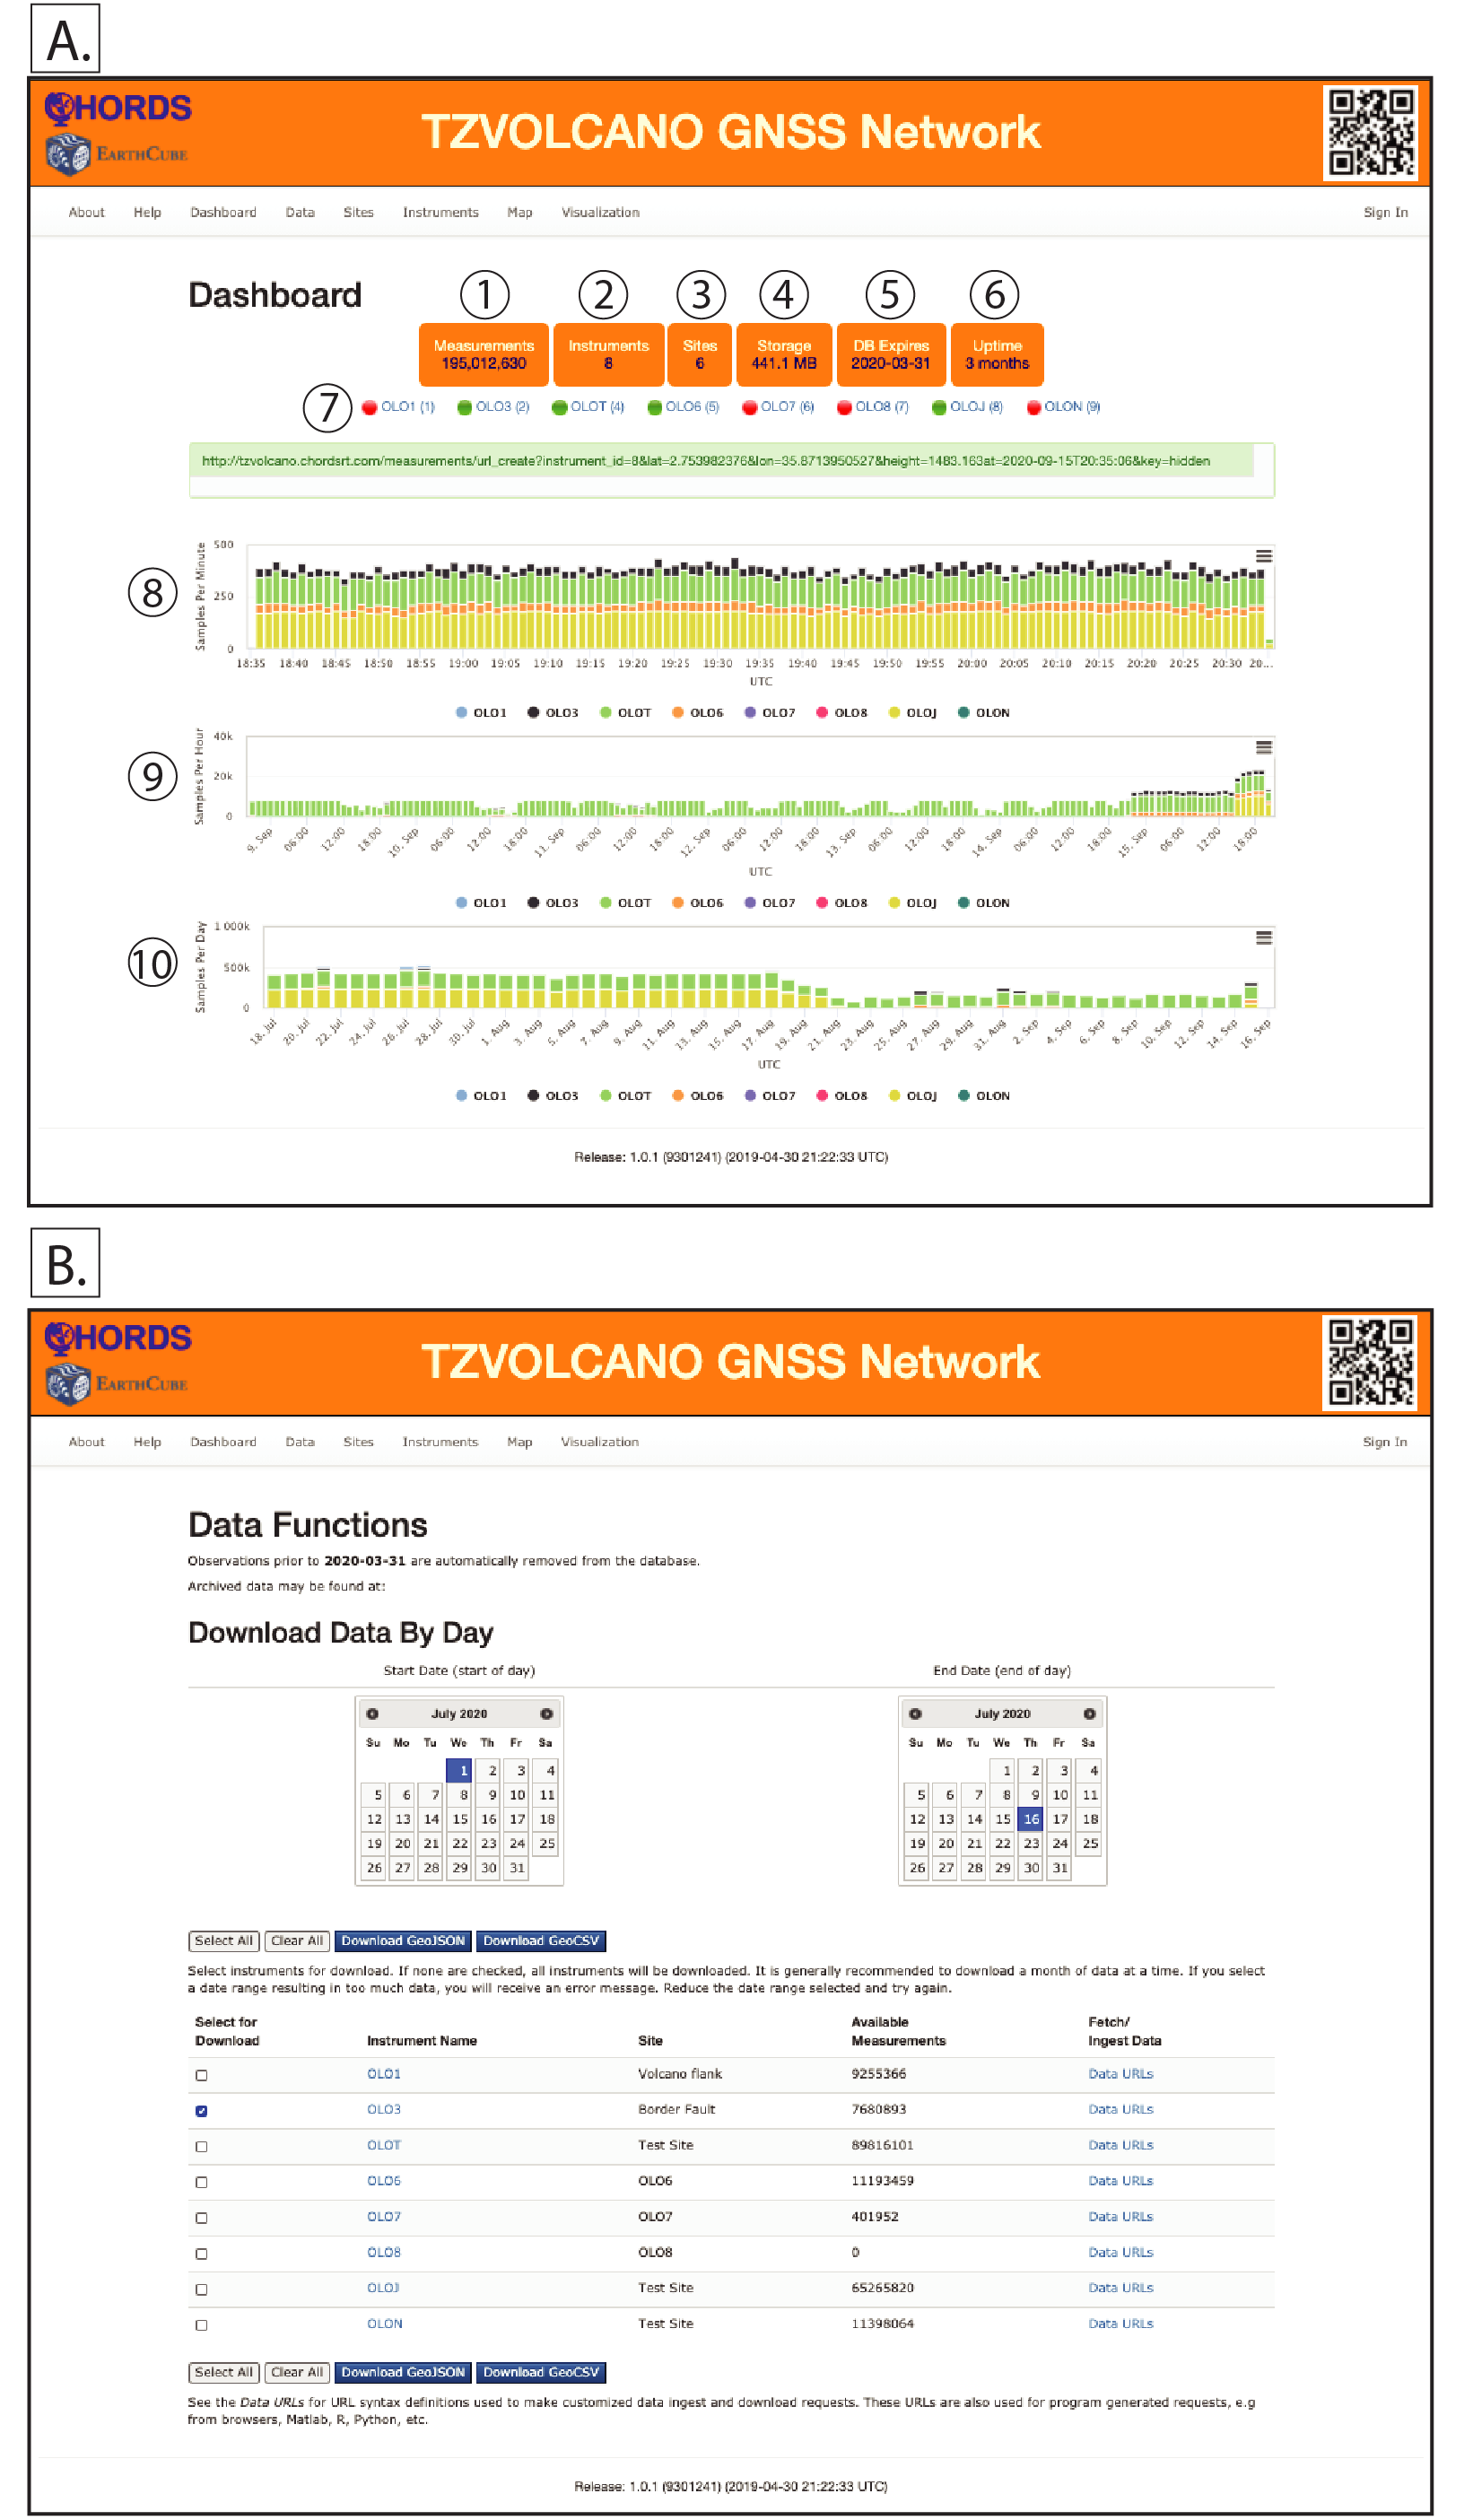 A.
CHORDS
EARTHCUBE
TZVOLCANO GNSS Network
About Help Dashboard Data Sites Instruments Map Visualization Sign In
Dashboard
1 2 3 4 5 6
Measurements Instruments Sites Storage DB Expires Uptime
195,012,630 8 6 441.1 MB 2020-03-31 3 months
7 OLO1 (1) OLO3 (2) OLOT (4) OLO6 (5) OLO7 (6) OLO8 (7) OLOJ (8) OLON (9)
http://tzvolcano.chordsrt.com/measurements/url_create?instrument_id=8&lat=2.753982376&lon=35.8713950527&height=1483.163at=2020-09-15T20:35:06&key=hidden
8
Samples Per Minute
500
250
0
18:35 18:40 18:45 18:50 18:55 19:00 19:05 19:10 19:15 19:20 19:25 19:30 19:35 19:40 19:45 19:50 19:55 20:00 20:05 20:10 20:15 20:20 20:25 20:30 20...
UTC
OLO1 OLO3 OLOT OLO6 OLO7 OLO8 OLOJ OLON
9
Samples Per Hour
40k
20k
0
9. Sep 06:00 12:00 18:00 10. Sep 06:00 12:00 18:00 11. Sep 06:00 12:00 18:00 12. Sep 06:00 12:00 18:00 13. Sep 06:00 12:00 18:00 14. Sep 06:00 12:00 18:00 15. Sep 06:00 12:00 18:00
UTC
OLO1 OLO3 OLOT OLO6 OLO7 OLO8 OLOJ OLON
10
Samples Per Day
1 000k
500k
0
18. Jul 20. Jul 22. Jul 24. Jul 26. Jul 28. Jul 30. Jul 1. Aug 3. Aug 5. Aug 7. Aug 9. Aug 11. Aug 13. Aug 15. Aug 17. Aug 19. Aug 21. Aug 23. Aug 25. Aug 27. Aug 29. Aug 31. Aug 2. Sep 4. Sep 6. Sep 8. Sep 10. Sep 12. Sep 14. Sep 16. Sep
UTC
OLO1 OLO3 OLOT OLO6 OLO7 OLO8 OLOJ OLON
Release: 1.0.1 (9301241) (2019-04-30 21:22:33 UTC)
B.
CHORDS
EARTHCUBE
TZVOLCANO GNSS Network
About Help Dashboard Data Sites Instruments Map Visualization Sign In
Data Functions
Observations prior to 2020-03-31 are automatically removed from the database.
Archived data may be found at:
Download Data By Day
Start Date (start of day) End Date (end of day)
July 2020 July 2020
Su Mo Tu We Th Fr Sa Su Mo Tu We Th Fr Sa
1 2 3 4 1 2 3 4
5 6 7 8 9 10 11 5 6 7 8 9 10 11
12 13 14 15 16 17 18 12 13 14 15 16 17 18
19 20 21 22 23 24 25 19 20 21 22 23 24 25
26 27 28 29 30 31 26 27 28 29 30 31
Select All Clear All Download GeoJSON Download GeoCSV
Select instruments for download. If none are checked, all instruments will be downloaded. It is generally recommended to download a month of data at a time. If you select
a date range resulting in too much data, you will receive an error message. Reduce the date range selected and try again.
Select for Available Fetch/
Download Instrument Name Site Measurements Ingest Data
OLO1 Volcano flank 9255366 Data URLs
OLO3 Border Fault 7680893 Data URLs
OLOT Test Site 89816101 Data URLs
OLO6 OLO6 11193459 Data URLs
OLO7 OLO7 401952 Data URLs
OLO8 OLO8 0 Data URLs
OLOJ Test Site 65265820 Data URLs
OLON Test Site 11398064 Data URLs
Select All Clear All Download GeoJSON Download GeoCSV
See the Data URLs for URL syntax definitions used to make customized data ingest and download requests. These URLs are also used for program generated requests, e.g
from browsers, Matlab, R, Python, etc.
Release: 1.0.1 (9301241) (2019-04-30 21:22:33 UTC)